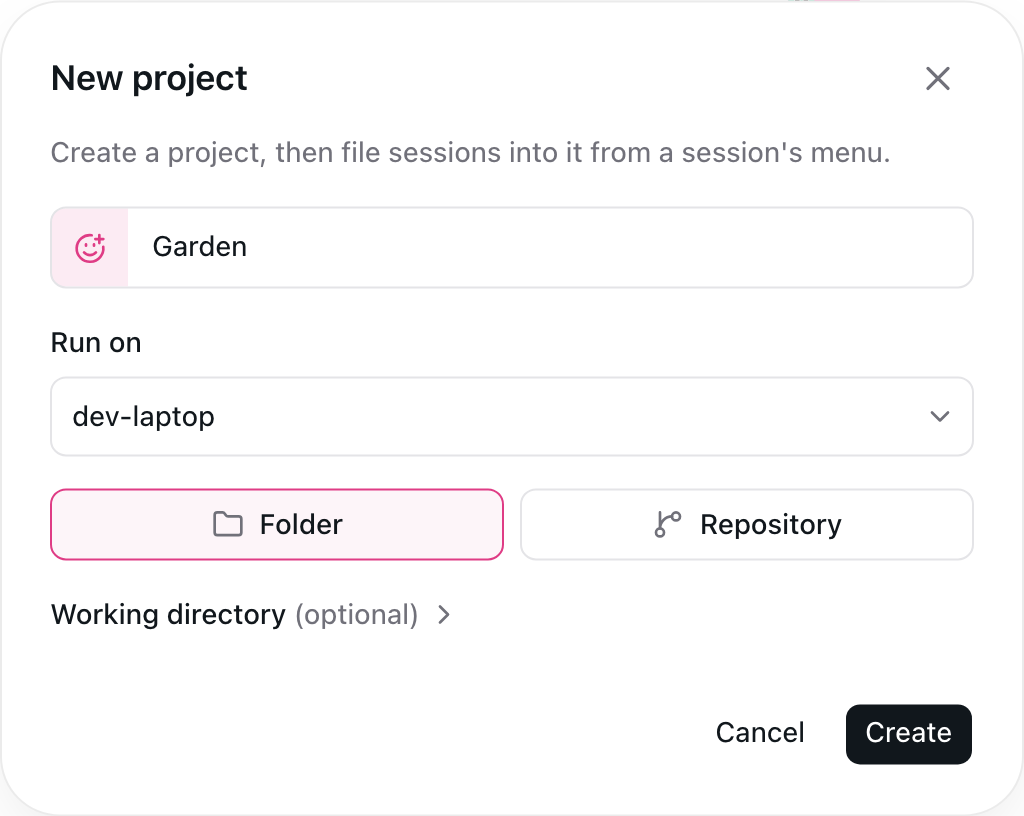 New project
Create a project, then file sessions into it from a session's menu.
Garden
Run on
dev-laptop
Folder
Repository
Working directory (optional)
Cancel
Create